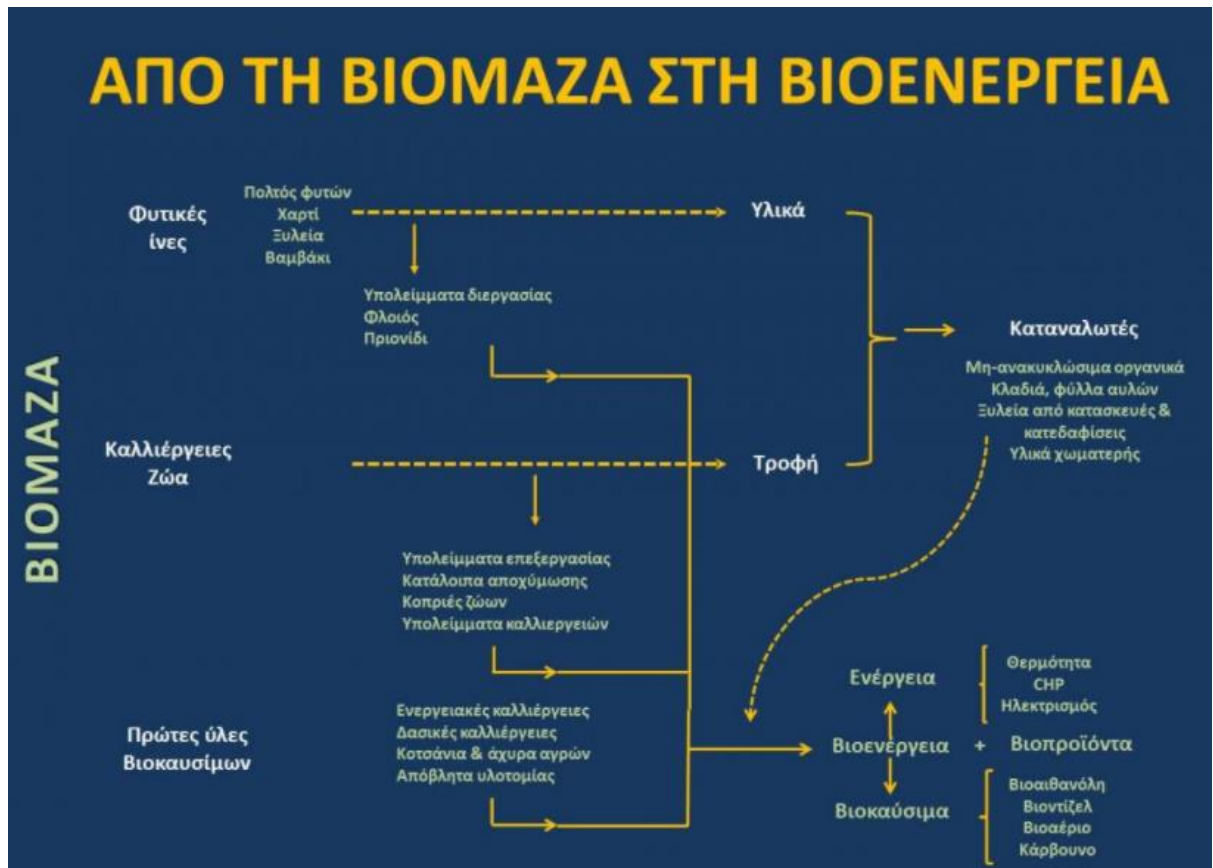 ΑΠΟ ΤΗ ΒΙΟΜΑΖΑ ΣΤΗ ΒΙΟΕΝΕΡΓΕΙΑ
ΒΙΟΜΑΖΑ
Φυτικές
ίνες
Πολτός φυτών
Χαρτί
Ξυλεία
Βαμβάκι
Υλικά
Υπολείμματα διεργασίας
Φλοιός
Πριονίδι
Καταναλωτές
Μη-ανακυκλώσιμα οργανικά
Κλαδιά, φύλλα αυλών
Ξυλεία από κατασκευές &
κατεδαφίσεις
Υλικά χωματερής
Καλλιέργειες
Ζώα
Τροφή
Υπολείμματα επεξεργασίας
Κατάλοιπα αποχύμωσης
Κοπριές ζώων
Υπολείμματα καλλιεργειών
Πρώτες ύλες
Βιοκαυσίμων
Ενεργειακές καλλιέργειες
Δασικές καλλιέργειες
Κοτσάνια & άχυρα αγρών
Απόβλητα υλοτομίας
Ενέργεια
Θερμότητα
CHP
Ηλεκτρισμός
Βιοενέργεια + Βιοπροϊόντα
Βιοκαύσιμα
Βιοαιθανόλη
Βιοντίζελ
Βιοαέριο
Κάρβουνο